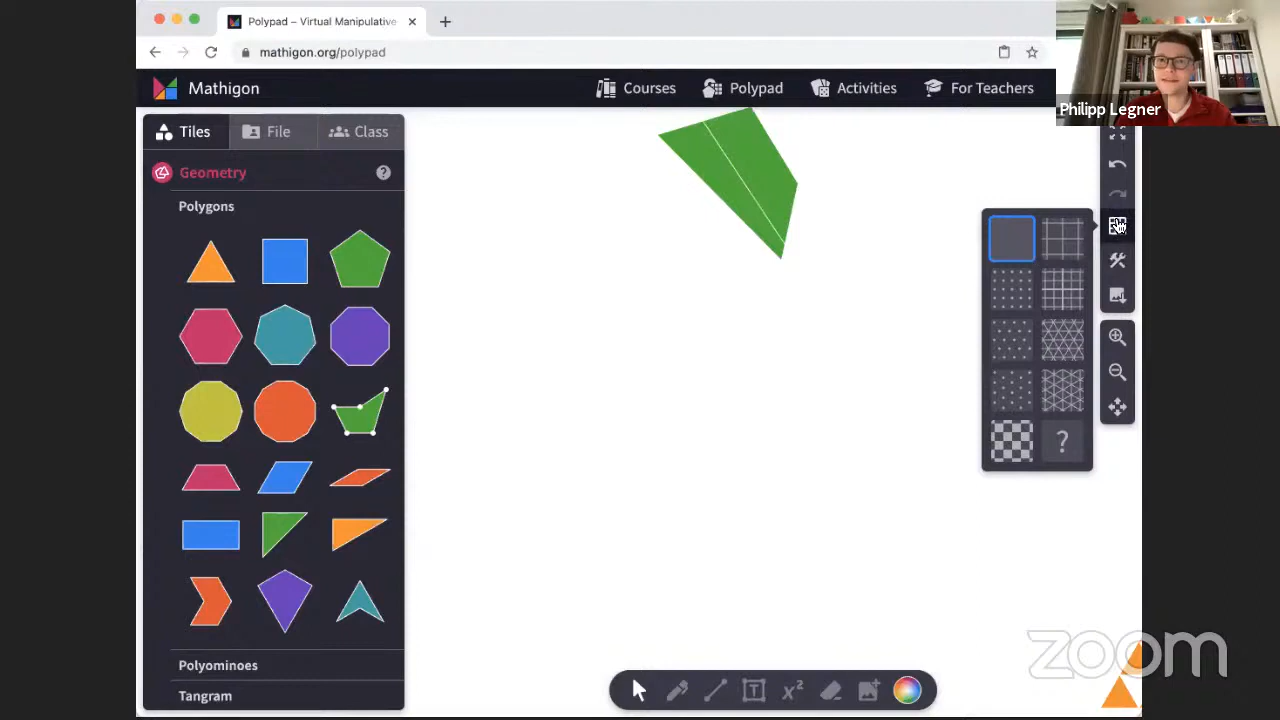 Polypad – Virtual Manipulative
mathigon.org/polypad
Mathigon
Courses
Polypad
Activities
For Teachers
Philipp Legner
Tiles
File
Class
Geometry
?
Polygons
?
T
x²
Polyominoes
Tangram
zoom